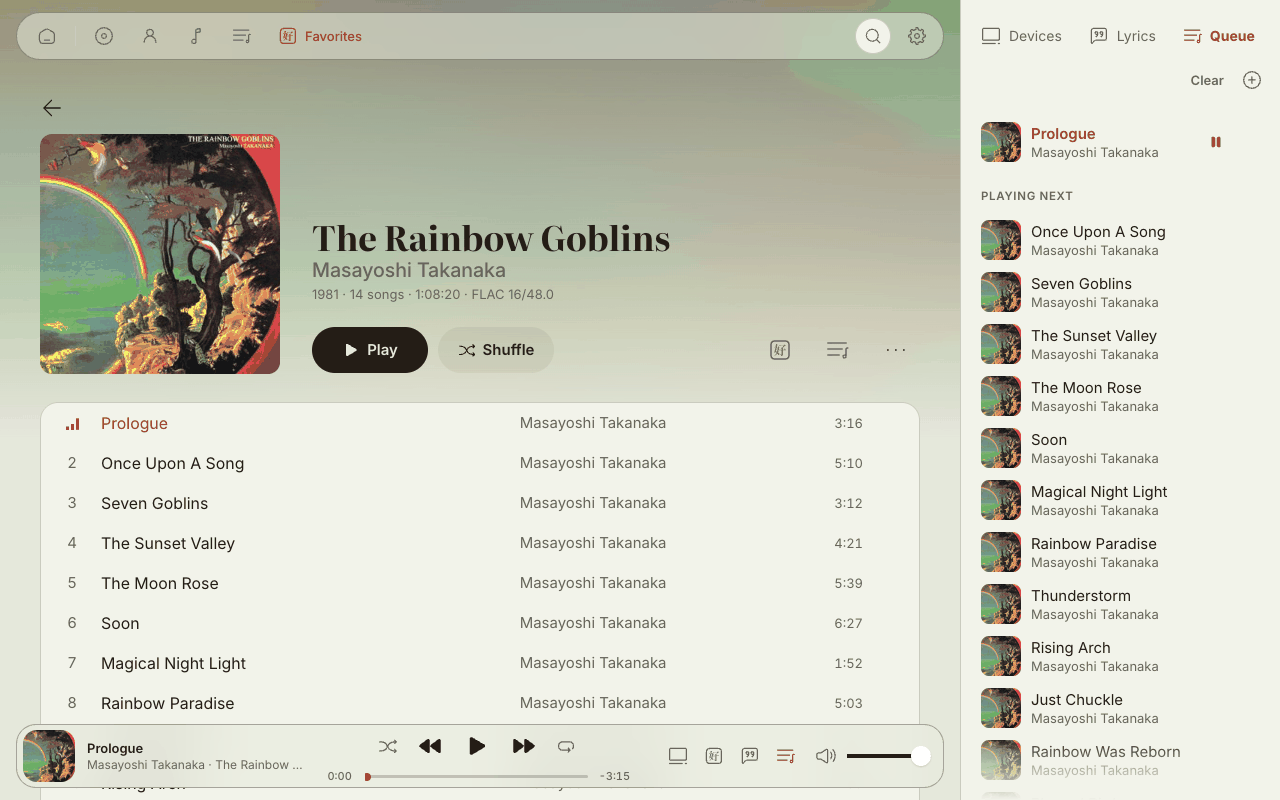 好 Favorites
THE RAINBOW GOBLINS
Masayoshi TAKANAKA
The Rainbow Goblins
Masayoshi Takanaka
1981 · 14 songs · 1:08:20 · FLAC 16/48.0
Play
Shuffle
好
Prologue Masayoshi Takanaka 3:16
2 Once Upon A Song Masayoshi Takanaka 5:10
3 Seven Goblins Masayoshi Takanaka 3:12
4 The Sunset Valley Masayoshi Takanaka 4:21
5 The Moon Rose Masayoshi Takanaka 5:39
6 Soon Masayoshi Takanaka 6:27
7 Magical Night Light Masayoshi Takanaka 1:52
8 Rainbow Paradise Masayoshi Takanaka 5:03
Prologue
Masayoshi Takanaka · The Rainbow ...
0:00
-3:15
好
Rising Arch
Devices
Lyrics
Queue
Clear
Prologue
Masayoshi Takanaka
PLAYING NEXT
Once Upon A Song
Masayoshi Takanaka
Seven Goblins
Masayoshi Takanaka
The Sunset Valley
Masayoshi Takanaka
The Moon Rose
Masayoshi Takanaka
Soon
Masayoshi Takanaka
Magical Night Light
Masayoshi Takanaka
Rainbow Paradise
Masayoshi Takanaka
Thunderstorm
Masayoshi Takanaka
Rising Arch
Masayoshi Takanaka
Just Chuckle
Masayoshi Takanaka
Rainbow Was Reborn
Masayoshi Takanaka